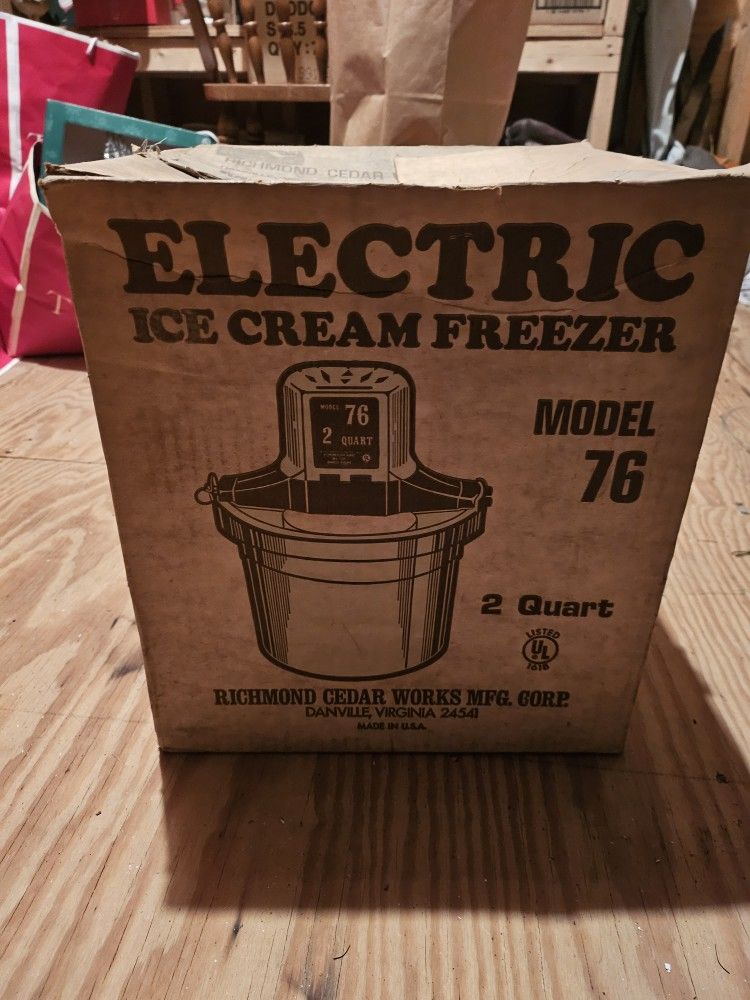 RICHMOND CEDAR
ELECTRIC
ICE CREAM FREEZER
MODEL 76
2 QUART
MODEL
76
2 Quart
LISTED
UL
RICHMOND CEDAR WORKS MFG. CORP.
DANVILLE, VIRGINIA 24541
MADE IN U.S.A.